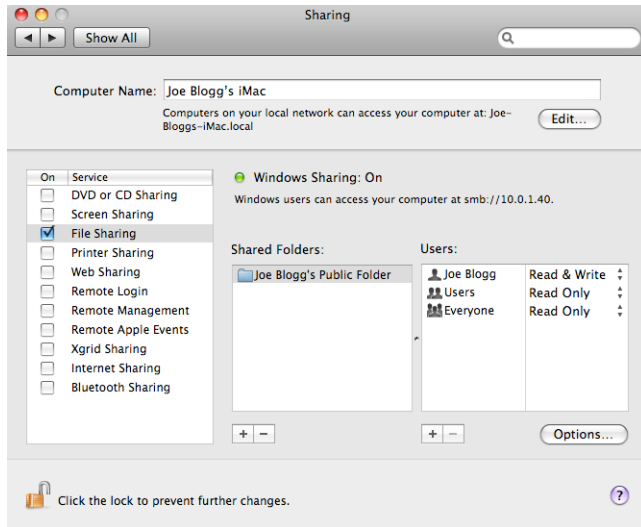 Sharing
Show All
Computer Name: Joe Blogg's iMac
Computers on your local network can access your computer at: Joe-
Bloggs-iMac.local
Edit...
On Service
DVD or CD Sharing
Screen Sharing
File Sharing
Printer Sharing
Web Sharing
Remote Login
Remote Management
Remote Apple Events
Xgrid Sharing
Internet Sharing
Bluetooth Sharing
Windows Sharing: On
Windows users can access your computer at smb://10.0.1.40.
Shared Folders:
Joe Blogg's Public Folder
Users:
Joe Blogg Read & Write
Users Read Only
Everyone Read Only
+ −
+ −
Options...
Click the lock to prevent further changes.
?